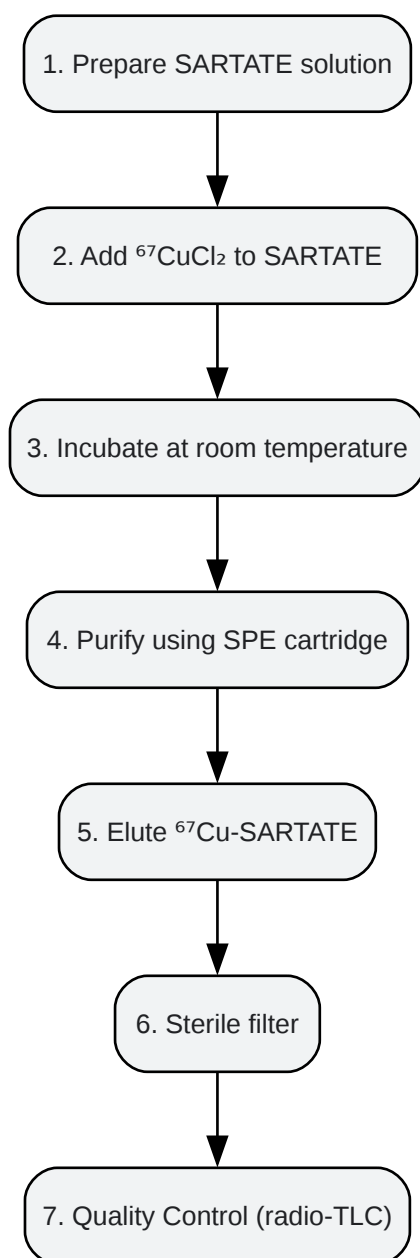 1. Prepare SARTATE solution
2. Add ⁶⁷CuCl₂ to SARTATE
3. Incubate at room temperature
4. Purify using SPE cartridge
5. Elute ⁶⁷Cu-SARTATE
6. Sterile filter
7. Quality Control (radio-TLC)